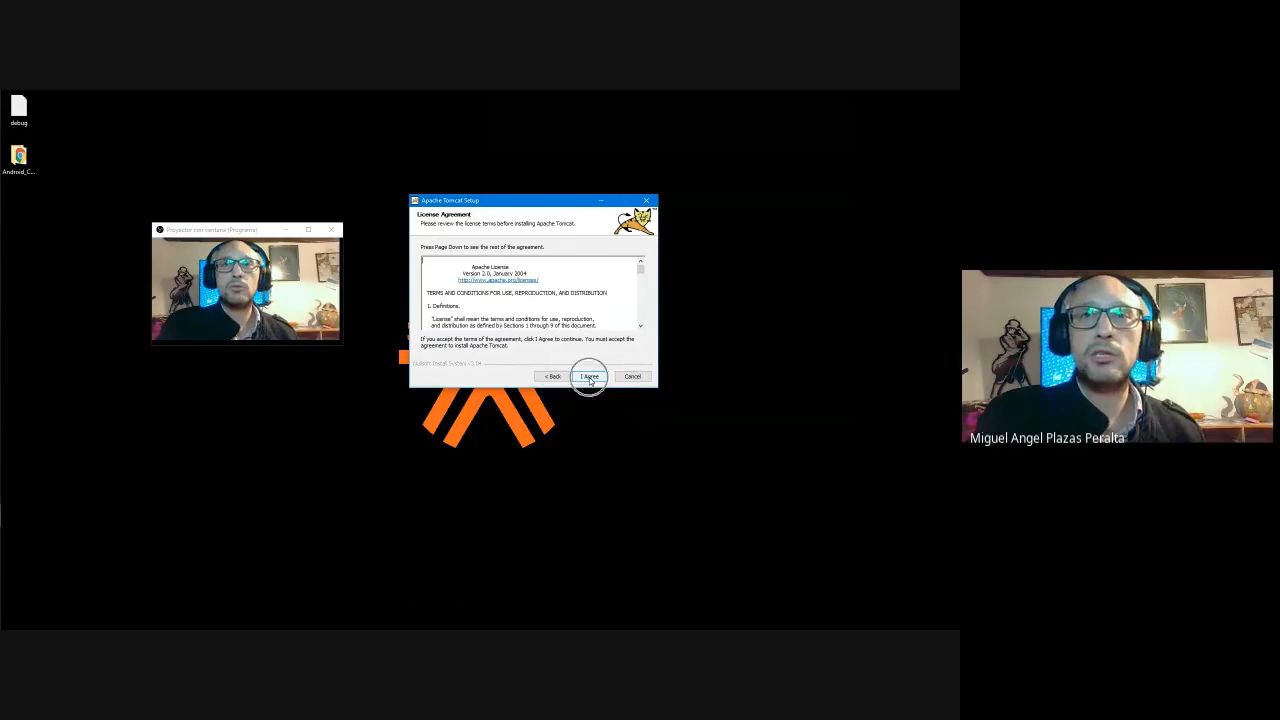 debug
Android_C...
Proyector con ventana (Programa)
Apache Tomcat Setup
License Agreement
Please review the license terms before installing Apache Tomcat.
Press Page Down to see the rest of the agreement.
Apache License
Version 2.0, January 2004
http://www.apache.org/licenses/
TERMS AND CONDITIONS FOR USE, REPRODUCTION, AND DISTRIBUTION
1. Definitions.
"License" shall mean the terms and conditions for use, reproduction,
and distribution as defined by Sections 1 through 9 of this document.
If you accept the terms of the agreement, click I Agree to continue. You must accept the
agreement to install Apache Tomcat.
Nullsoft Install System v3.04
< Back
I Agree
Cancel
Miguel Angel Plazas Peralta